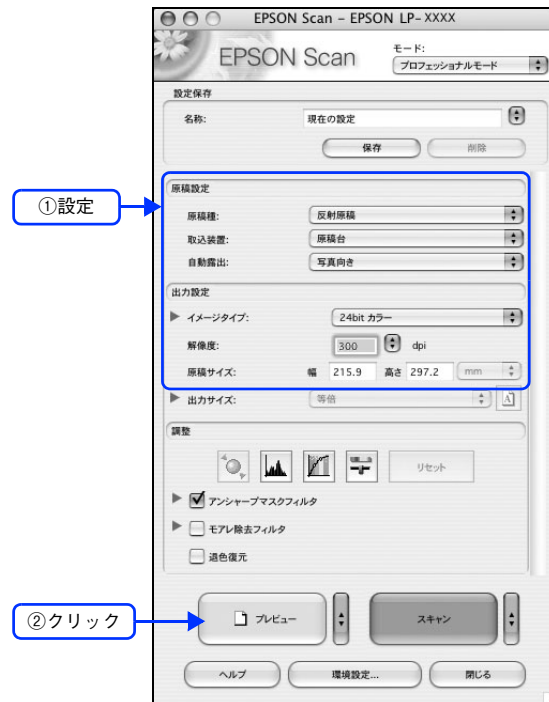 EPSON Scan – EPSON LP- XXXX
EPSON Scan
モード:
プロフェッショナルモード
設定保存
名称: 現在の設定
保存 削除
①設定
原稿設定
原稿種: 反射原稿
取込装置: 原稿台
自動露出: 写真向き
出力設定
イメージタイプ: 24bit カラー
解像度: 300 dpi
原稿サイズ: 幅 215.9 高さ 297.2 mm
出力サイズ: 等倍 A
調整
リセット
アンシャープマスクフィルタ
モアレ除去フィルタ
退色復元
②クリック
プレビュー スキャン
ヘルプ 環境設定... 閉じる